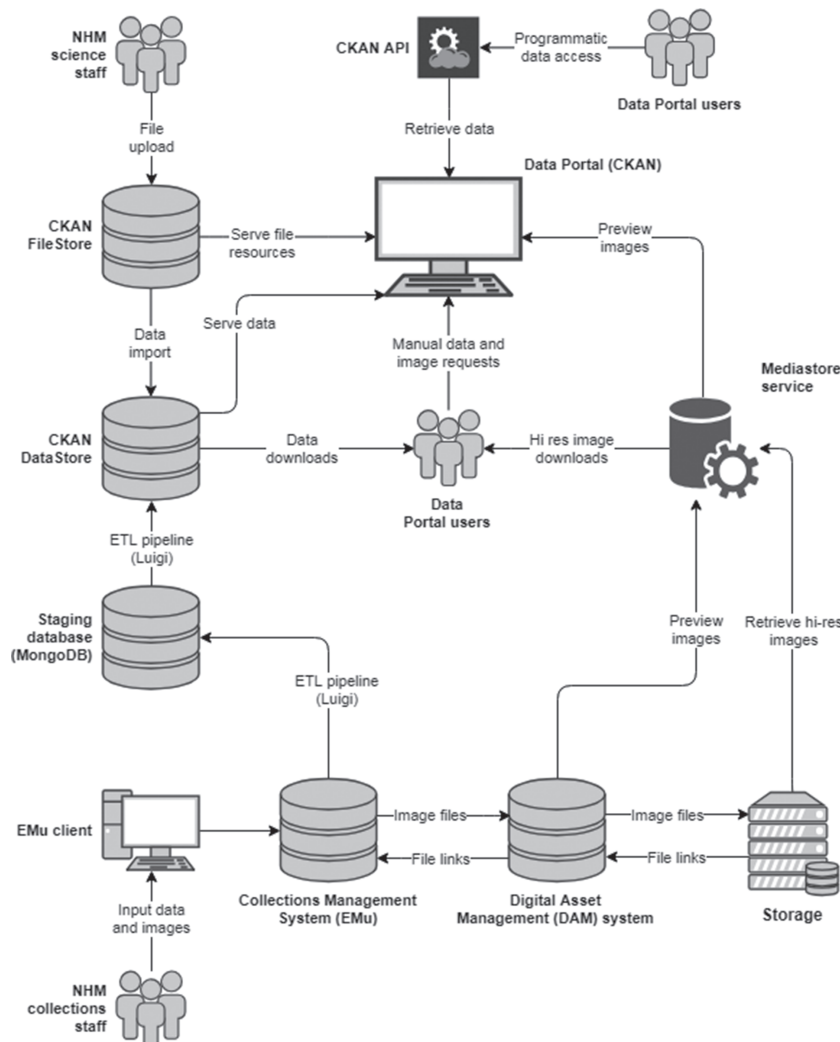 NHM
science
staff
CKAN API
Programmatic
data access
Data Portal users
File
upload
Retrieve data
Data Portal (CKAN)
CKAN
FileStore
Serve file
resources
Preview
images
Data
import
Serve data
Manual data and
image requests
Mediastore
service
CKAN
DataStore
Data
downloads
Hi res image
downloads
Data
Portal users
ETL pipeline
(Luigi)
Staging
database
(MongoDB)
Preview
images
Retrieve hi-res
images
ETL pipeline
(Luigi)
EMu client
Image files
Image files
File links
File links
Collections Management
System (EMu)
Digital Asset
Management (DAM) system
Storage
Input data
and images
NHM
collections
staff